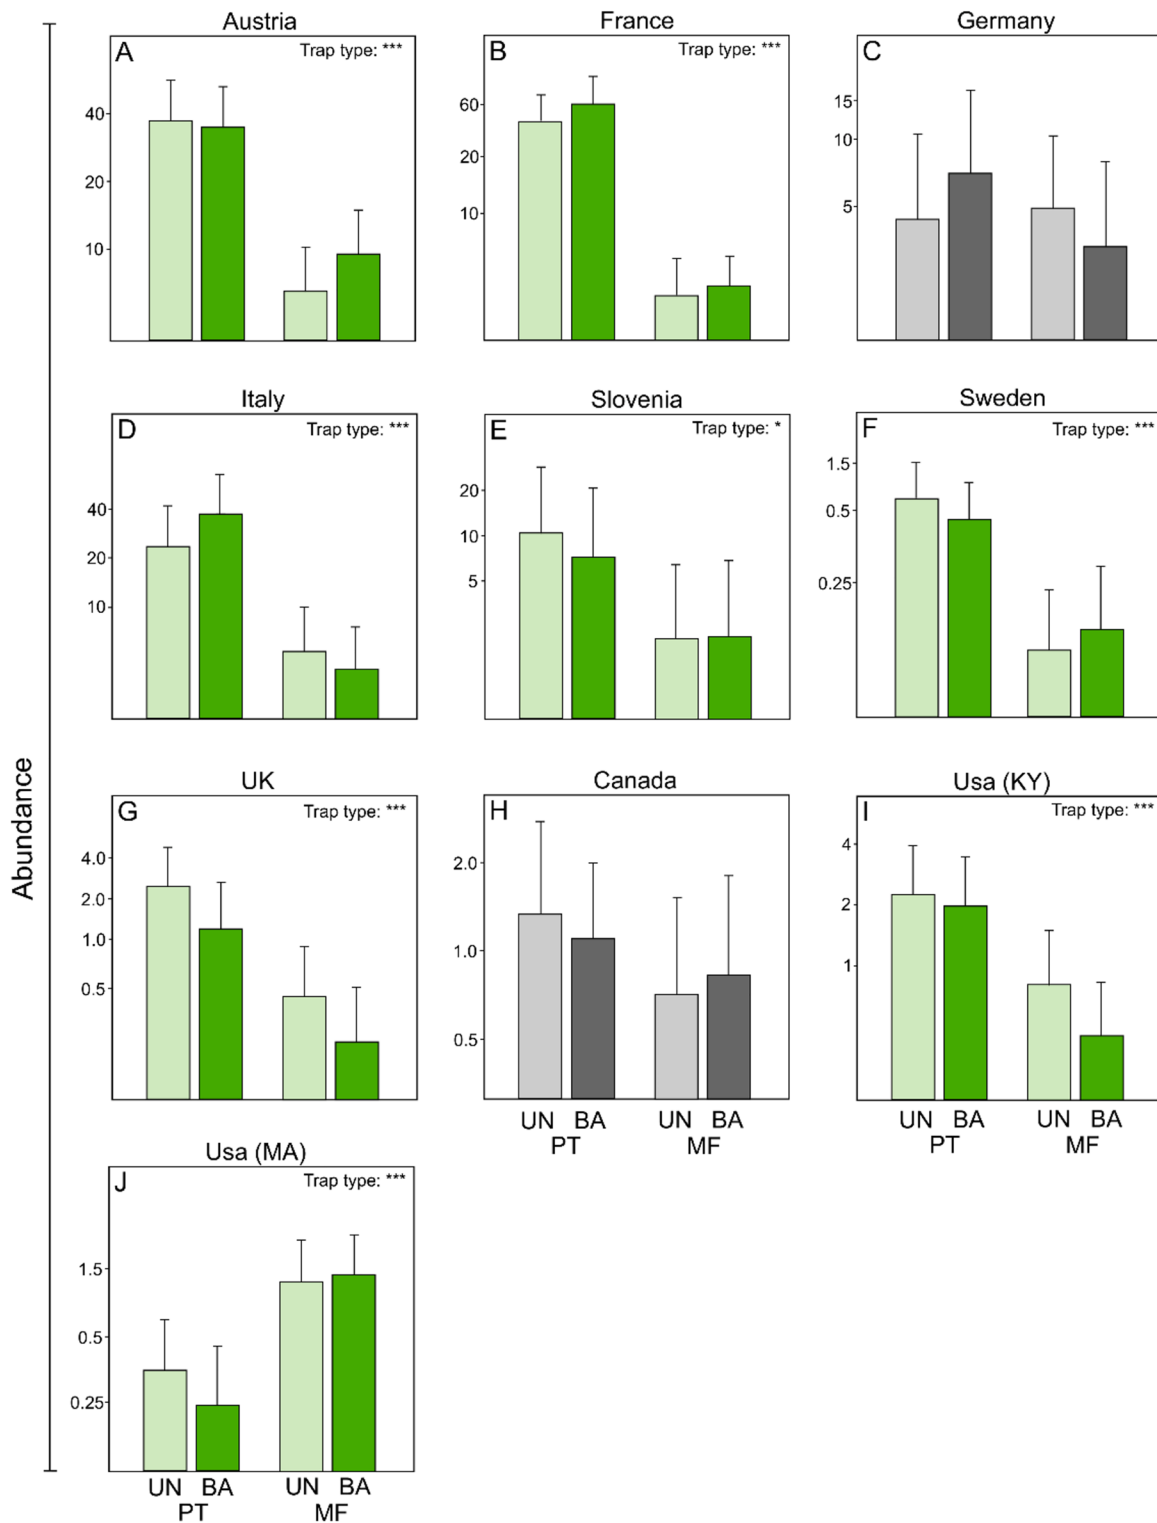 Abundance
Austria
A
Trap type: ***
40
20
10
France
B
Trap type: ***
60
20
10
Germany
C
15
10
5
Italy
D
Trap type: ***
40
20
10
Slovenia
E
Trap type: *
20
10
5
Sweden
F
Trap type: ***
1.5
0.5
0.25
UK
G
Trap type: ***
4.0
2.0
1.0
0.5
Canada
H
2.0
1.0
0.5
UN BA UN BA
PT MF
Usa (KY)
I
Trap type: ***
4
2
1
UN BA UN BA
PT MF
Usa (MA)
J
Trap type: ***
1.5
0.5
0.25
UN BA UN BA
PT MF